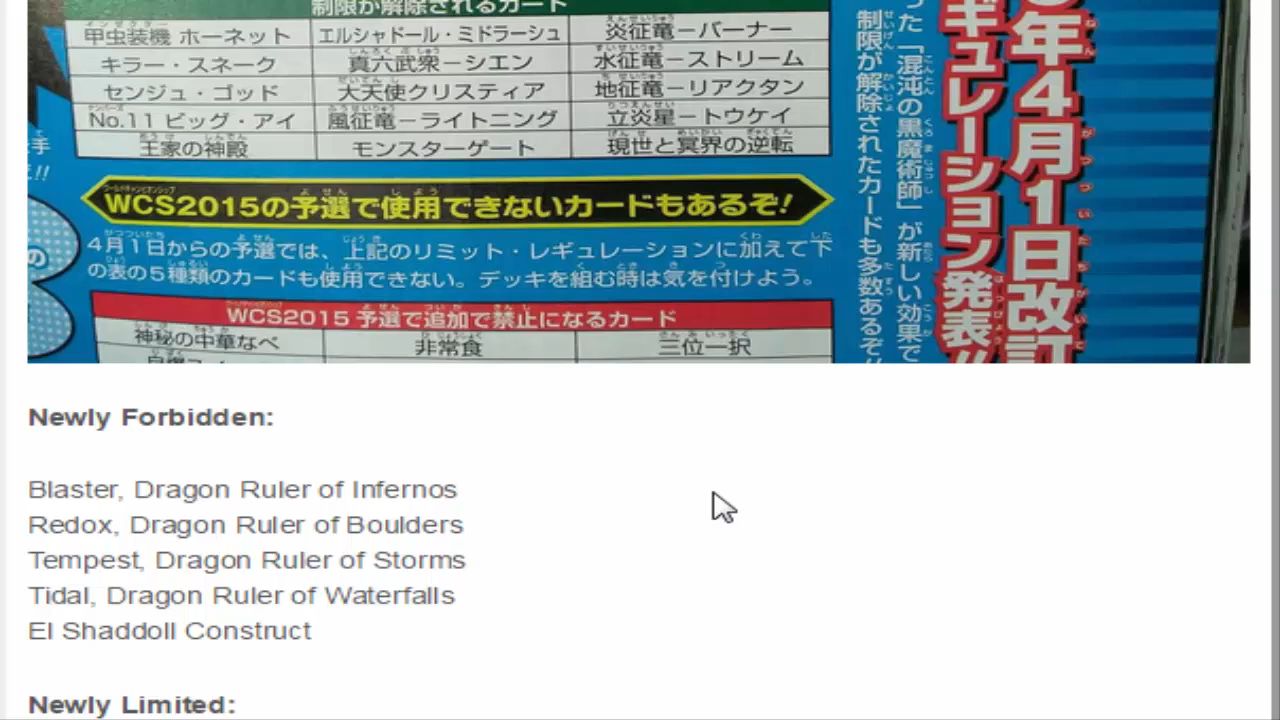 制限が解除されるカード
甲虫装機 ホーネット エルシャドール・ミドラーシュ 炎征竜－バーナー
キラー・スネーク 真六武衆－シエン 水征竜－ストリーム
センジュ・ゴッド 大天使クリスティア 地征竜－リアクタン
No.11 ビッグ・アイ 風征竜－ライトニング 立炎星－トウケイ
王家の神殿 モンスターゲート 現世と冥界の逆転
WCS2015の予選で使用できないカードもあるぞ!
4月1日からの予選では、上記のリミット・レギュレーションに加えて下
の表の5種類のカードも使用できない。デッキを組む時は気を付けよう。
WCS2015 予選で追加で禁止になるカード
神秘の中華なべ 非常食 三位一択
年4月1日改訂
ギュレーション発表!!
った「混沌の黒魔術師」が新しい効果で
制限が解除されたカードも多数あるぞ!!
手
!!
の
Newly Forbidden:
Blaster, Dragon Ruler of Infernos
Redox, Dragon Ruler of Boulders
Tempest, Dragon Ruler of Storms
Tidal, Dragon Ruler of Waterfalls
El Shaddoll Construct
Newly Limited: